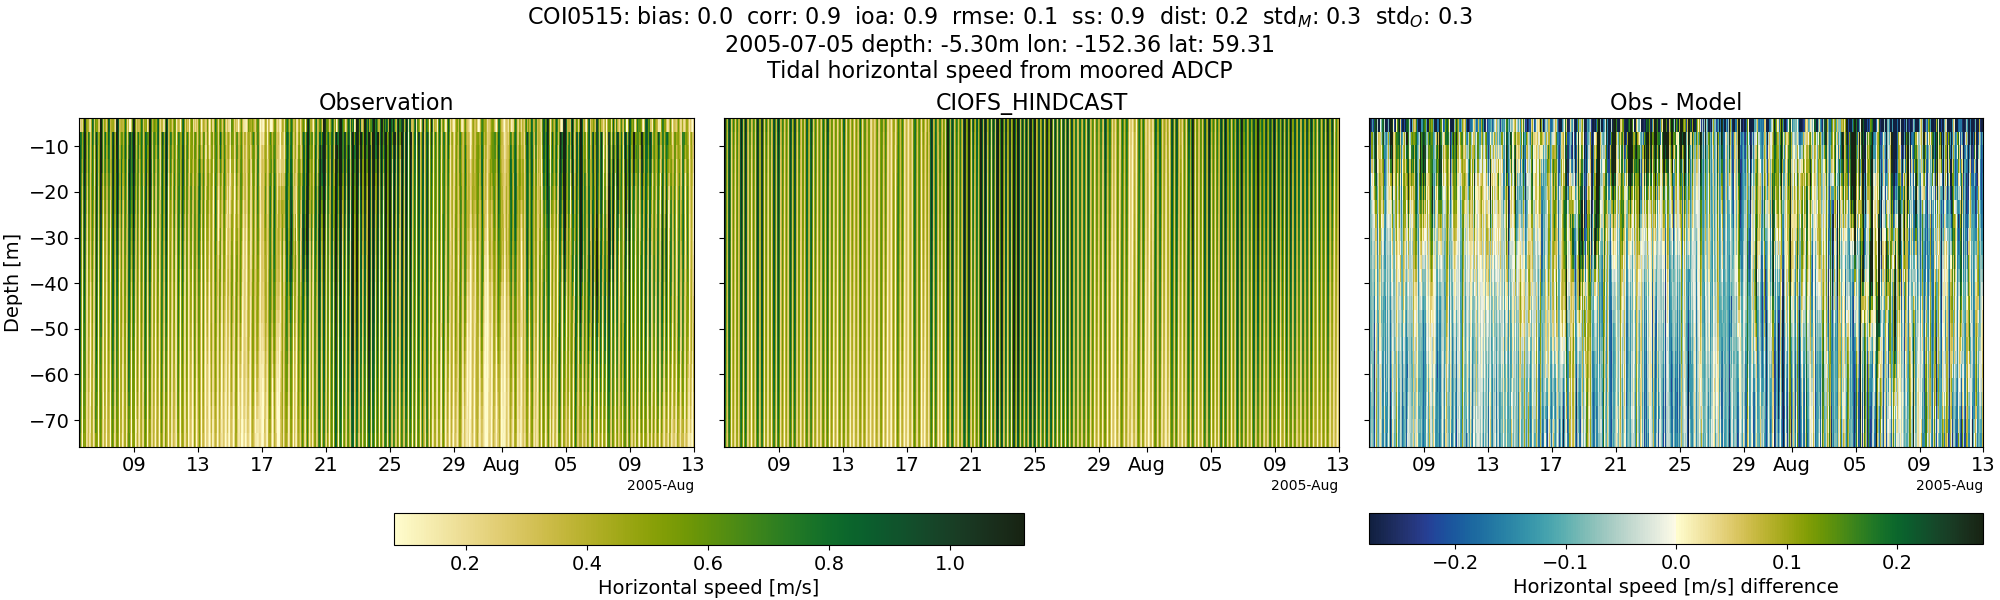 COI0515: bias: 0.0 corr: 0.9 ioa: 0.9 rmse: 0.1 ss: 0.9 dist: 0.2 std_M: 0.3 std_O: 0.3
2005-07-05 depth: -5.30m lon: -152.36 lat: 59.31
Tidal horizontal speed from moored ADCP
Observation CIOFS_HINDCAST Obs - Model
Depth [m]
−10
−20
−30
−40
−50
−60
−70
09 13 17 21 25 29 Aug 05 09 13 09 13 17 21 25 29 Aug 05 09 13 09 13 17 21 25 29 Aug 05 09 13
2005-Aug 2005-Aug 2005-Aug
0.2 0.4 0.6 0.8 1.0 −0.2 −0.1 0.0 0.1 0.2
Horizontal speed [m/s] Horizontal speed [m/s] difference